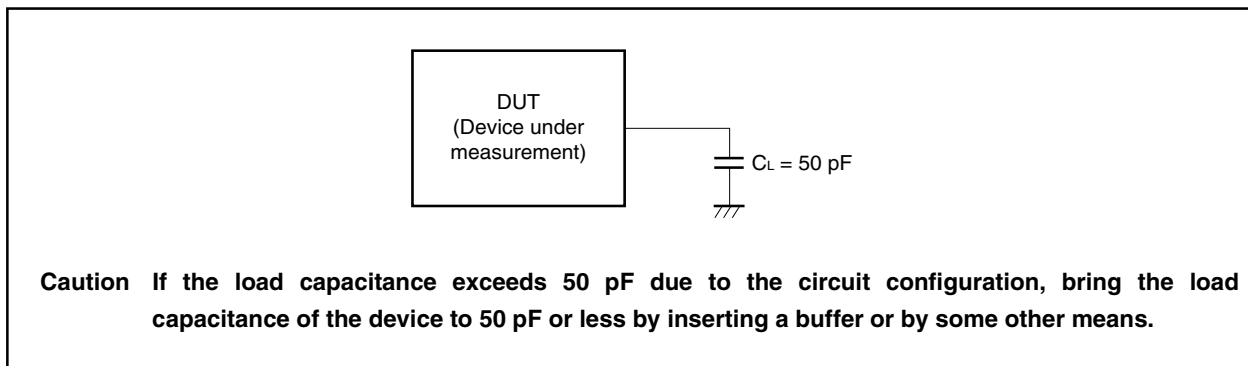 DUT
(Device under
measurement)
CL = 50 pF
Caution If the load capacitance exceeds 50 pF due to the circuit configuration, bring the load
capacitance of the device to 50 pF or less by inserting a buffer or by some other means.